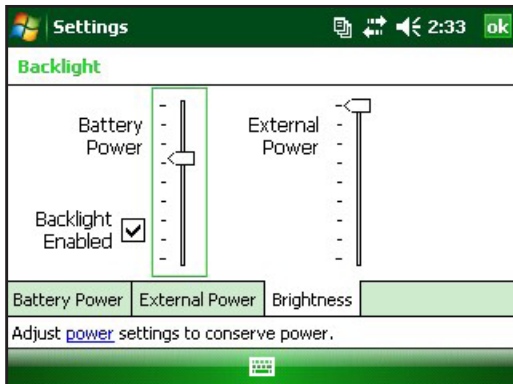 Settings 2:33 ok
Backlight
Battery
Power
External
Power
Backlight
Enabled
Battery Power External Power Brightness
Adjust power settings to conserve power.